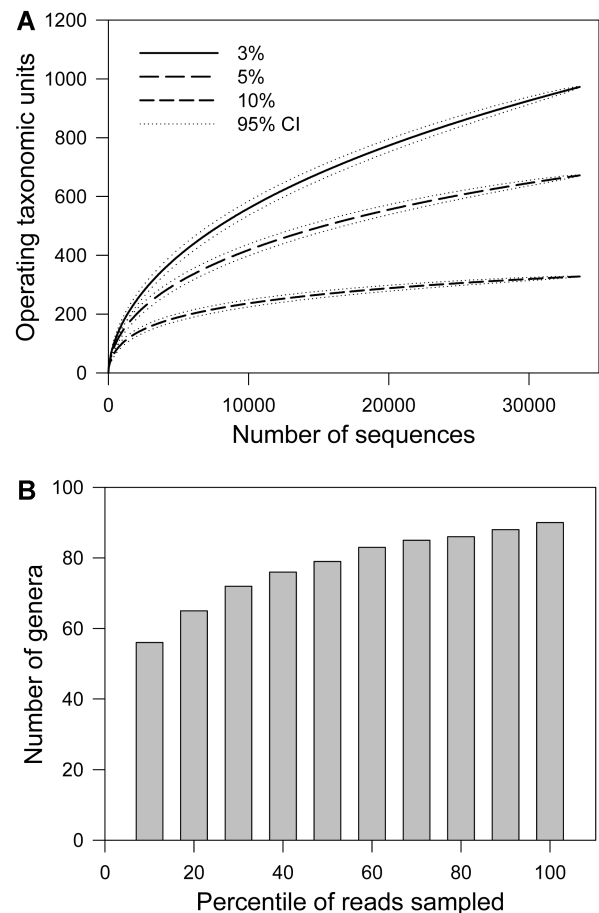 A
1200
1000
800
600
400
200
0
Operating taxonomic units
3%
5%
10%
95% CI
0 10000 20000 30000
Number of sequences
B
100
80
60
40
20
0
Number of genera
0 20 40 60 80 100
Percentile of reads sampled